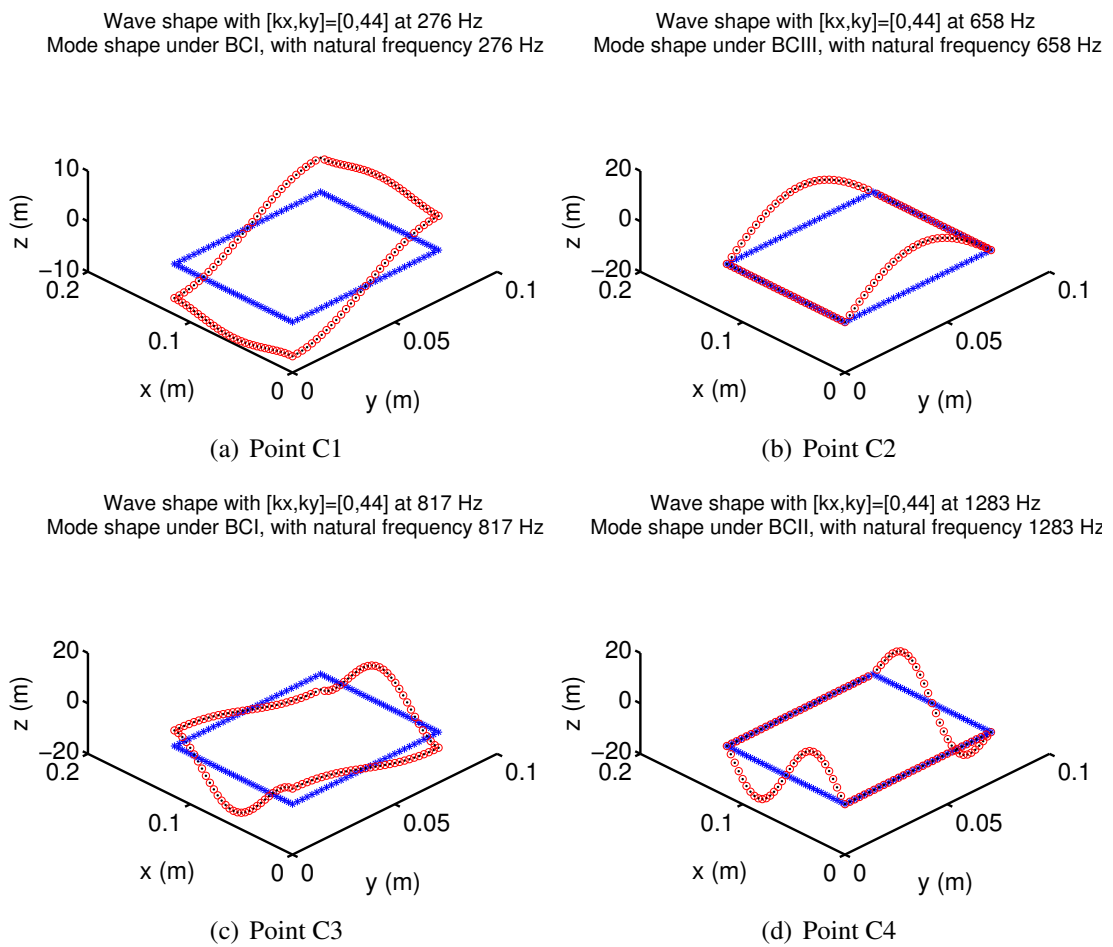 Wave shape with [kx,ky]=[0,44] at 276 Hz
Mode shape under BCI, with natural frequency 276 Hz
10
0
−10
z (m)
0.2
0.1
0
x (m)
0
0.05
0.1
y (m)
(a) Point C1
Wave shape with [kx,ky]=[0,44] at 658 Hz
Mode shape under BCIII, with natural frequency 658 Hz
20
0
−20
z (m)
0.2
0.1
0
x (m)
0
0.05
0.1
y (m)
(b) Point C2
Wave shape with [kx,ky]=[0,44] at 817 Hz
Mode shape under BCI, with natural frequency 817 Hz
20
0
−20
z (m)
0.2
0.1
0
x (m)
0
0.05
0.1
y (m)
(c) Point C3
Wave shape with [kx,ky]=[0,44] at 1283 Hz
Mode shape under BCII, with natural frequency 1283 Hz
20
0
−20
z (m)
0.2
0.1
0
x (m)
0
0.05
0.1
y (m)
(d) Point C4